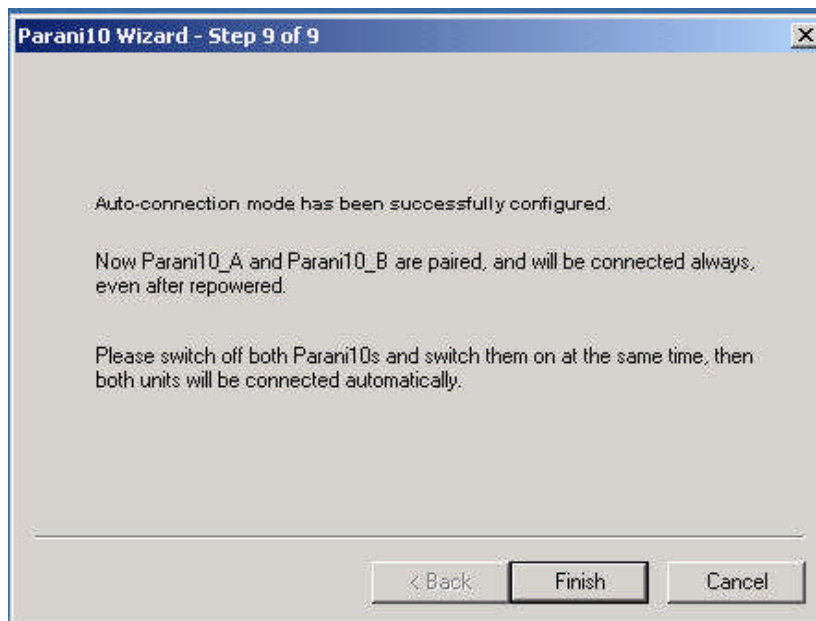 Parani10 Wizard - Step 9 of 9
Auto-connection mode has been successfully configured.
Now Parani10_A and Parani10_B are paired, and will be connected always,
even after repowered.
Please switch off both Parani10s and switch them on at the same time, then
both units will be connected automatically.
< Back
Finish
Cancel